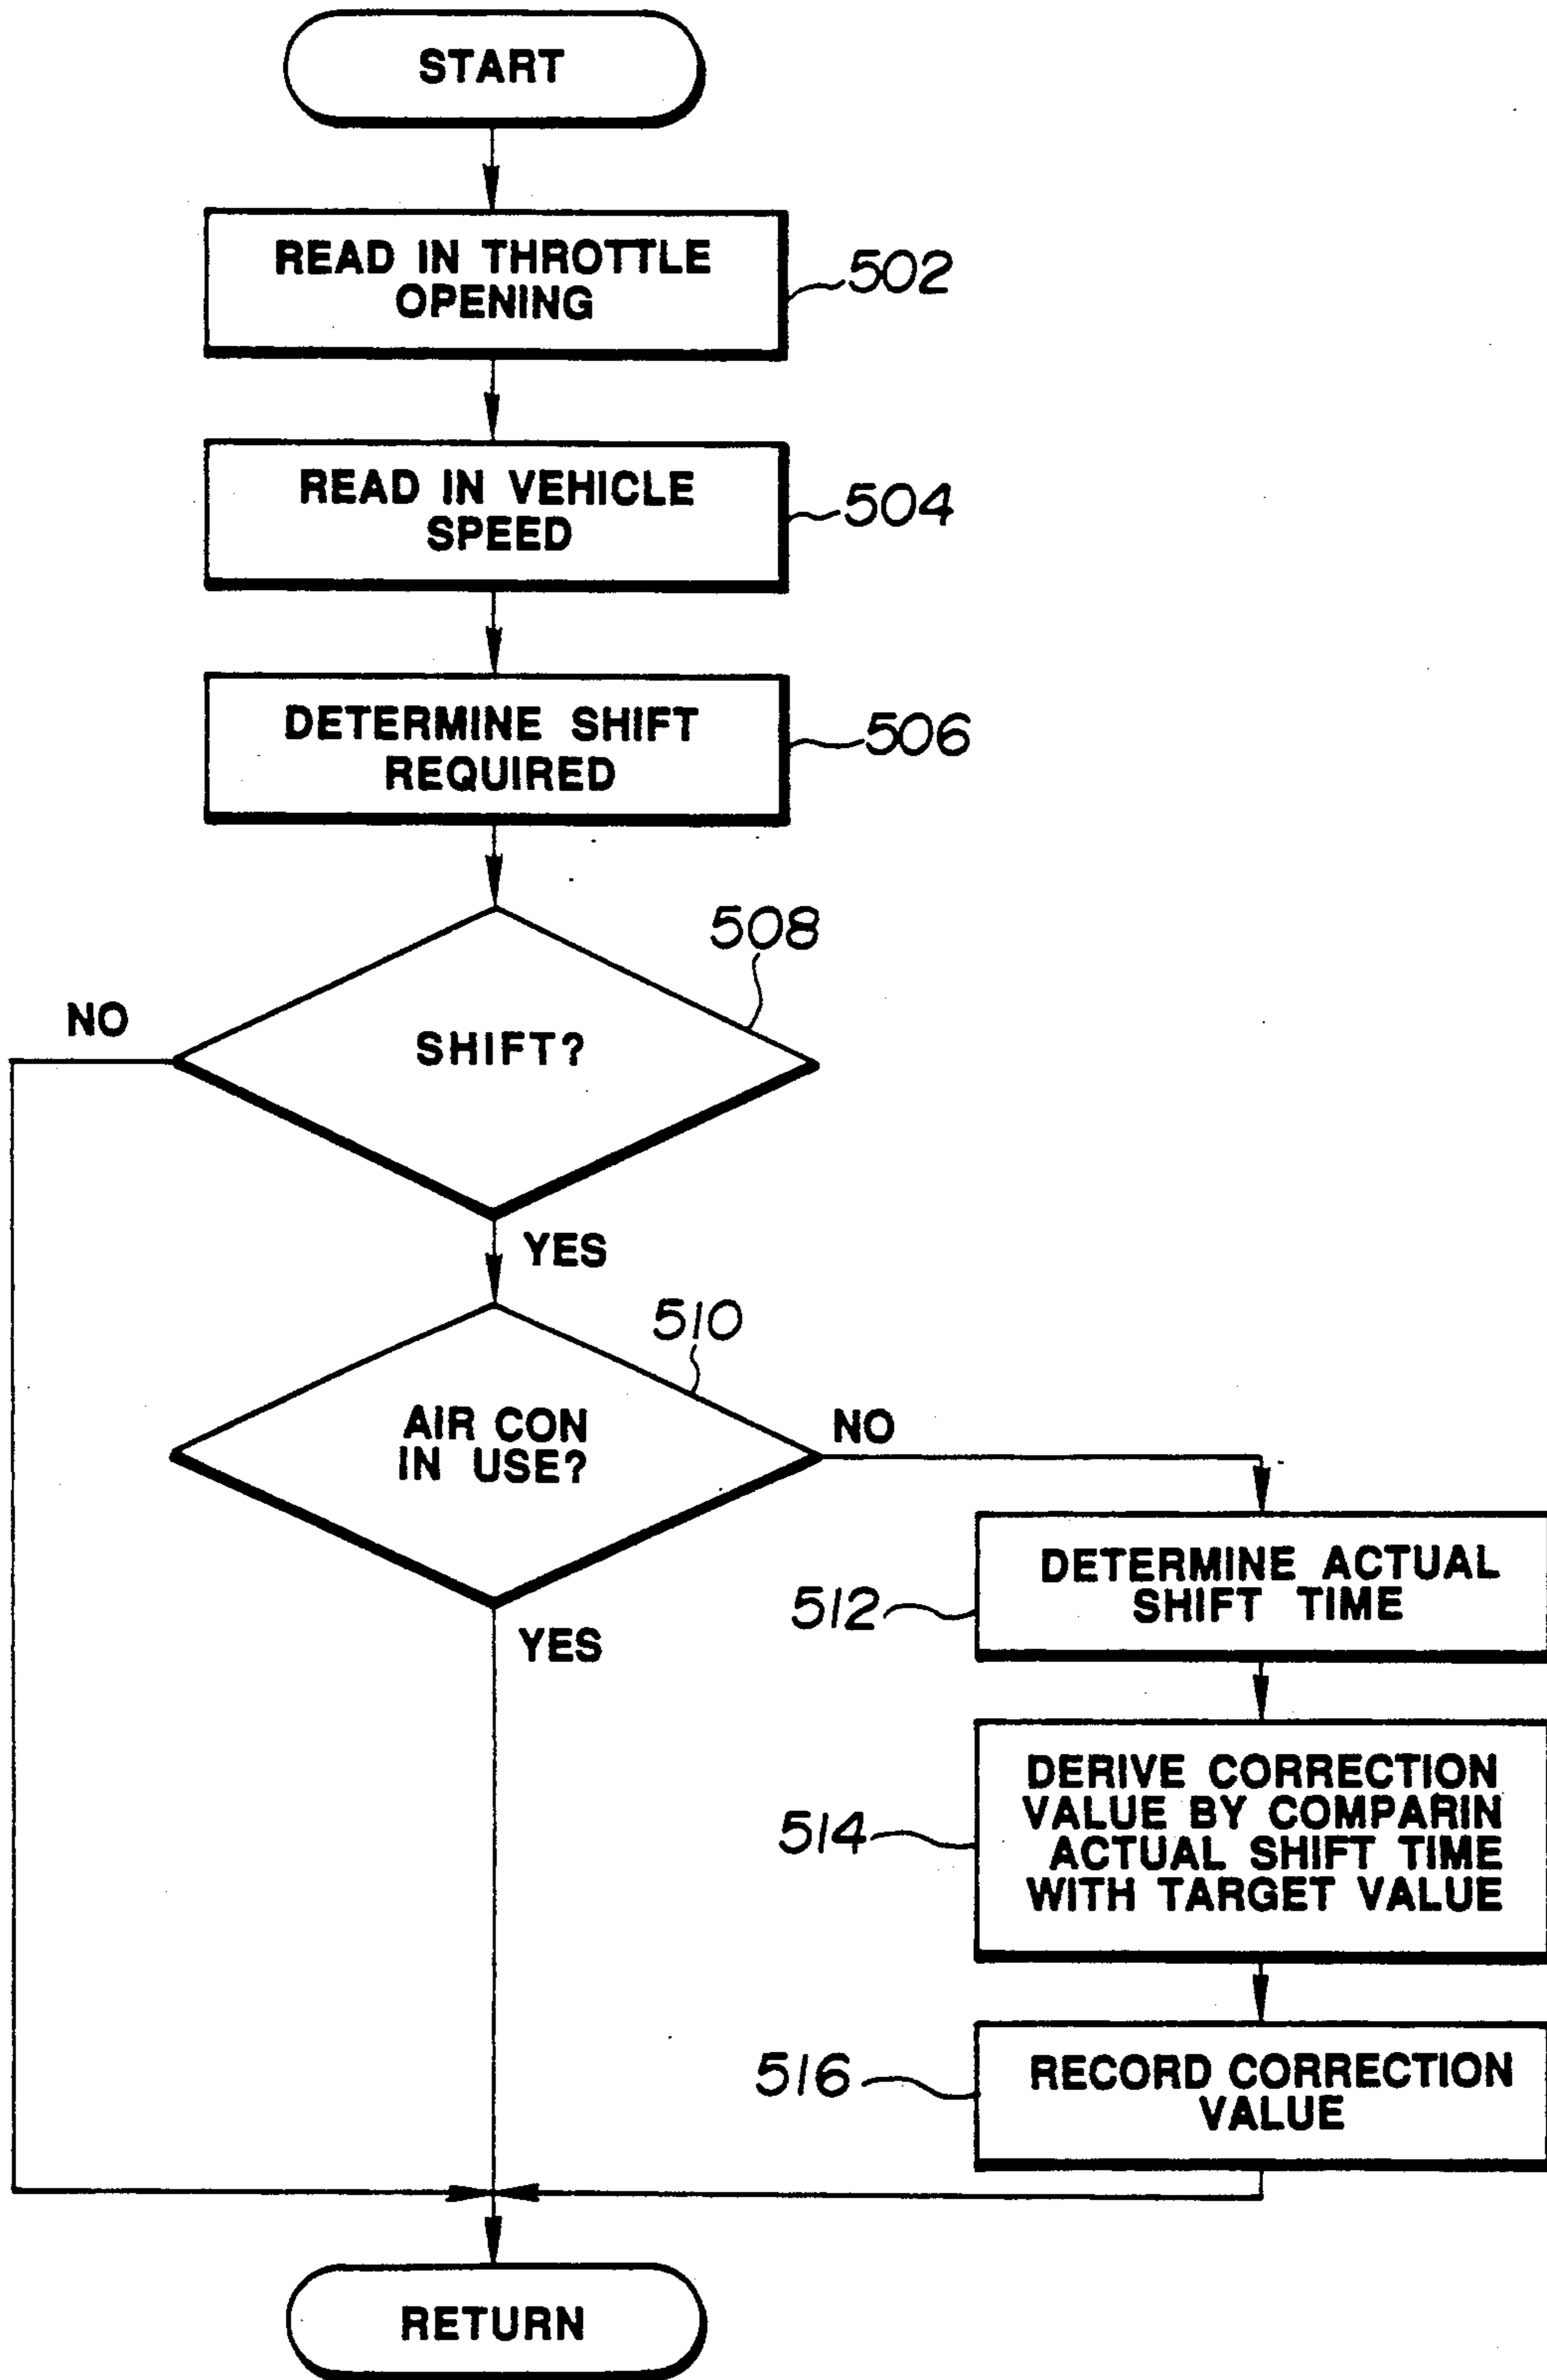 START
READ IN THROTTLE
OPENING
502
READ IN VEHICLE
SPEED
504
DETERMINE SHIFT
REQUIRED
506
508
NO
SHIFT?
YES
510
AIR CON
IN USE?
NO
YES
DETERMINE ACTUAL
SHIFT TIME
512
DERIVE CORRECTION
VALUE BY COMPARIN
ACTUAL SHIFT TIME
WITH TARGET VALUE
514
RECORD CORRECTION
VALUE
516
RETURN